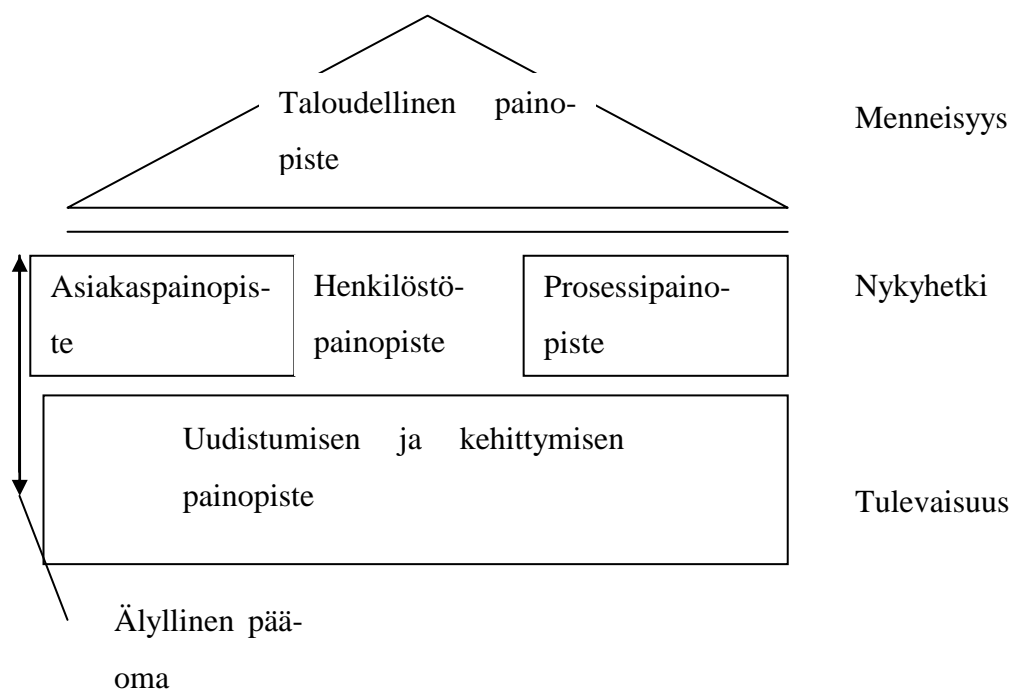 Taloudellinen paino-
piste
Menneisyys
Asiakaspainopis-
te
Henkilöstö-
painopiste
Prosessipaino-
piste
Nykyhetki
Uudistumisen ja kehittymisen
painopiste
Tulevaisuus
Älyllinen pää-
oma